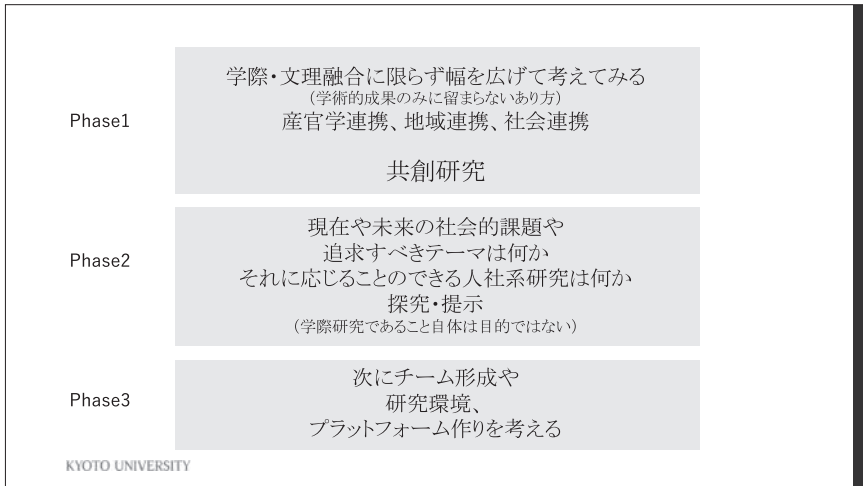 Phase1
学際・文理融合に限らず幅を広げて考えてみる
（学術的成果のみに留まらないあり方）
産官学連携、地域連携、社会連携
共創研究
Phase2
現在や未来の社会的課題や
追求すべきテーマは何か
それに応じることのできる人社系研究は何か
探究・提示
（学際研究であること自体は目的ではない）
Phase3
次にチーム形成や
研究環境、
プラットフォーム作りを考える
KYOTO UNIVERSITY